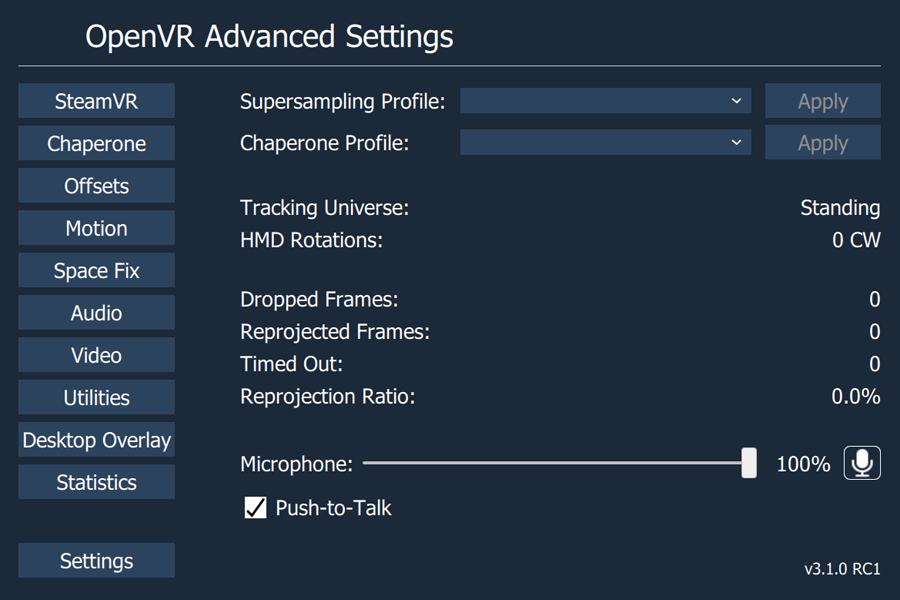 OpenVR Advanced Settings
SteamVR
Chaperone
Offsets
Motion
Space Fix
Audio
Video
Utilities
Desktop Overlay
Statistics
Settings
Supersampling Profile: Apply
Chaperone Profile: Apply
Tracking Universe: Standing
HMD Rotations: 0 CW
Dropped Frames: 0
Reprojected Frames: 0
Timed Out: 0
Reprojection Ratio: 0.0%
Microphone: 100%
Push-to-Talk
v3.1.0 RC1